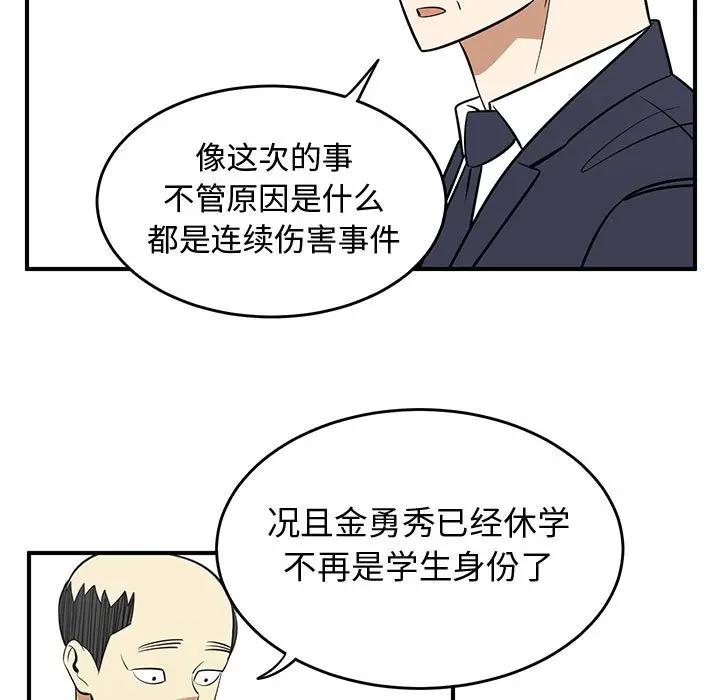 像这次的事
不管原因是什么
都是连续伤害事件
况且金勇秀已经休学
不再是学生身份了